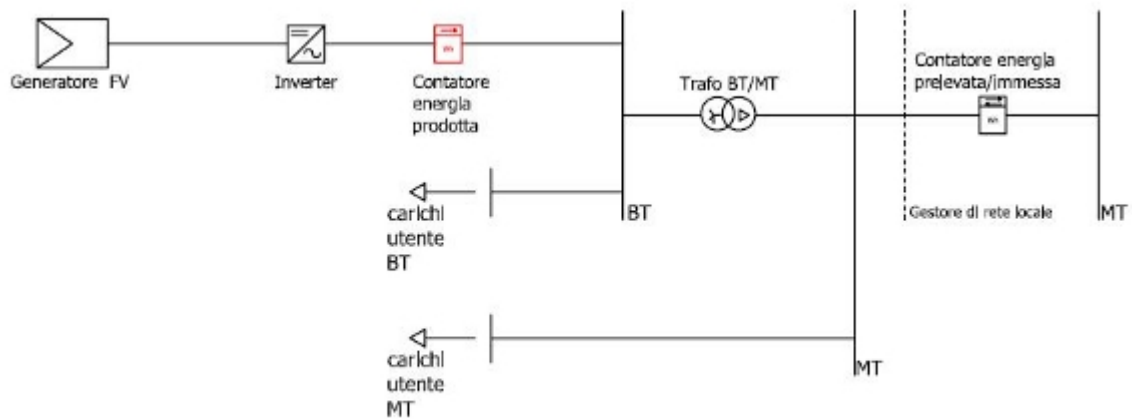 Generatore FV
Inverter
Contatore
energia
prodotta
Trafo BT/MT
Contatore energia
prelevata/immessa
carichi
utente
BT
BT
Gestore di rete locale
MT
carichi
utente
MT
MT